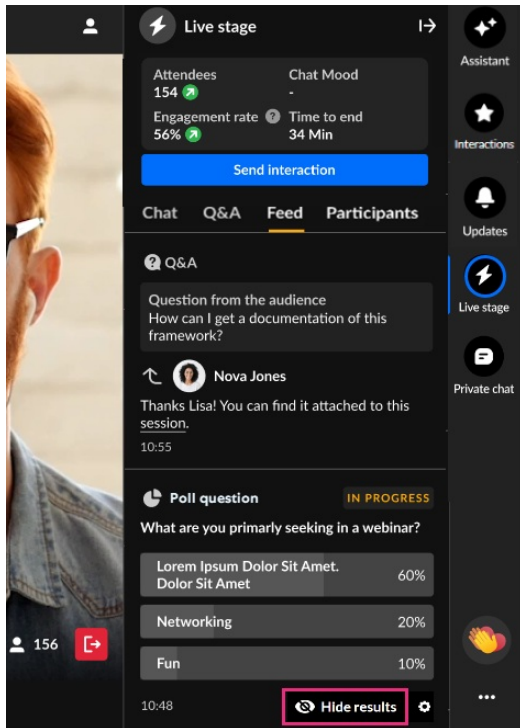 Live stage
Attendees
154
Chat Mood
-
Engagement rate
56%
Time to end
34 Min
Send interaction
Chat
Q&A
Feed
Participants
Q&A
Question from the audience
How can I get a documentation of this
framework?
Nova Jones
Thanks Lisa! You can find it attached to this
session.
10:55
Poll question
IN PROGRESS
What are you primarly seeking in a webinar?
Lorem Ipsum Dolor Sit Amet.
Dolor Sit Amet
60%
Networking
20%
Fun
10%
10:48
Hide results
156
Assistant
Interactions
Updates
Live stage
Private chat